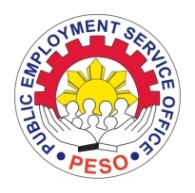 PUBLIC EMPLOYMENT SERVICE OFFICE
• PESO •